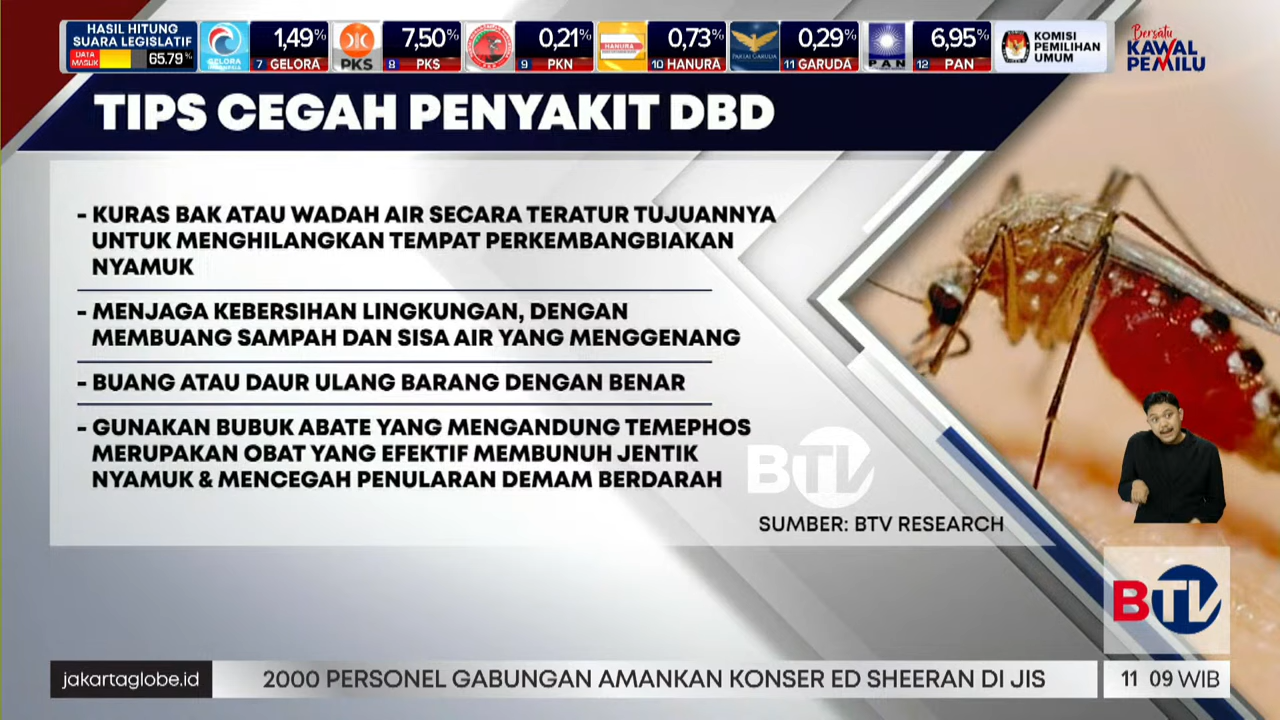 HASIL HITUNG
SUARA LEGISLATIF
DATA
MASUK
65.79%
GELORA
INDONESIA
1,49%
7 GELORA
PKS
7,50%
8 PKS
0,21%
9 PKN
HANURA
0,73%
10 HANURA
PARTAI GARUDA
0,29%
11 GARUDA
PAN
6,95%
12 PAN
KOMISI
PEMILIHAN
UMUM
Bersatu
KAWAL
PEMILU
TIPS CEGAH PENYAKIT DBD
- KURAS BAK ATAU WADAH AIR SECARA TERATUR TUJUANNYA
UNTUK MENGHILANGKAN TEMPAT PERKEMBANGBIAKAN
NYAMUK
- MENJAGA KEBERSIHAN LINGKUNGAN, DENGAN
MEMBUANG SAMPAH DAN SISA AIR YANG MENGGENANG
- BUANG ATAU DAUR ULANG BARANG DENGAN BENAR
- GUNAKAN BUBUK ABATE YANG MENGANDUNG TEMEPHOS
MERUPAKAN OBAT YANG EFEKTIF MEMBUNUH JENTIK
NYAMUK & MENCEGAH PENULARAN DEMAM BERDARAH
BTV
SUMBER: BTV RESEARCH
BTV
jakartaglobe.id
2000 PERSONEL GABUNGAN AMANKAN KONSER ED SHEERAN DI JIS
11 09 WIB